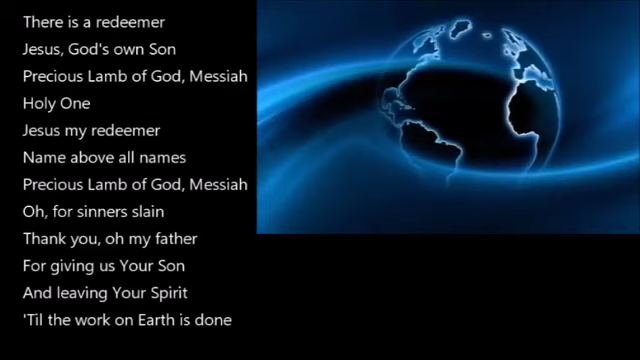 There is a redeemer
Jesus, God's own Son
Precious Lamb of God, Messiah
Holy One
Jesus my redeemer
Name above all names
Precious Lamb of God, Messiah
Oh, for sinners slain
Thank you, oh my father
For giving us Your Son
And leaving Your Spirit
'Til the work on Earth is done